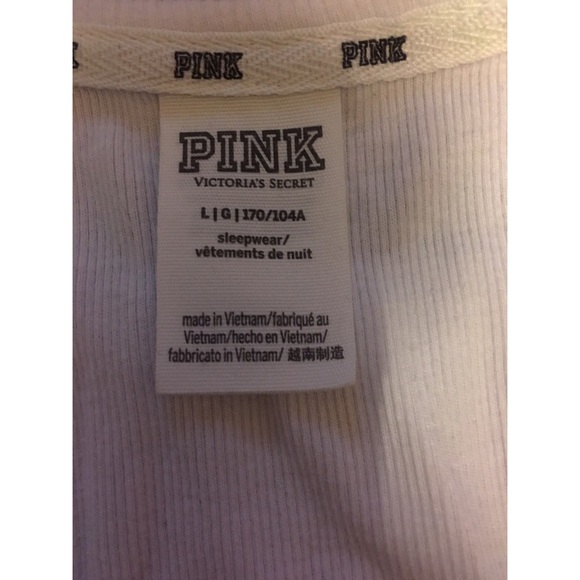 PINK PINK
PINK
VICTORIA'S SECRET
L | G | 170/104A
sleepwear/
vêtements de nuit
made in Vietnam/fabriqué au
Vietnam/hecho en Vietnam/
fabbricato in Vietnam/ 越南制造